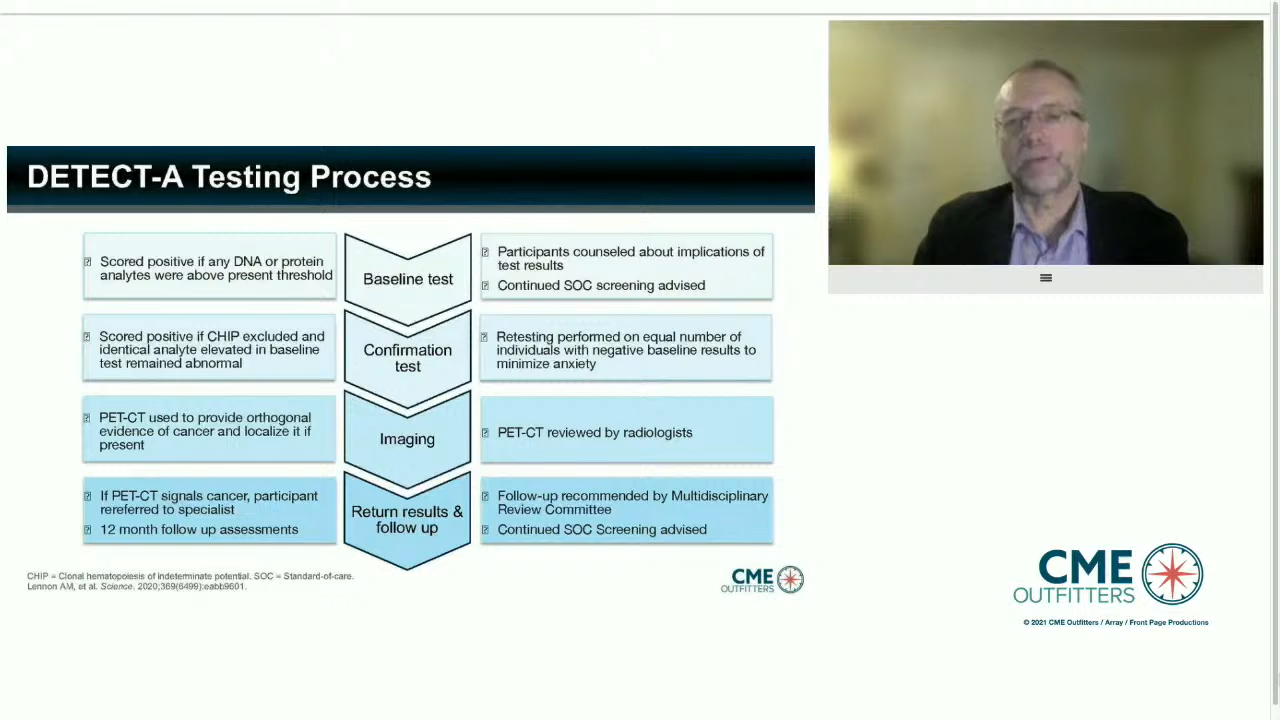 DETECT-A Testing Process
Scored positive if any DNA or protein
analytes were above present threshold
Baseline test
Participants counseled about implications of
test results
Continued SOC screening advised
Scored positive if CHIP excluded and
identical analyte elevated in baseline
test remained abnormal
Confirmation
test
Retesting performed on equal number of
individuals with negative baseline results to
minimize anxiety
PET-CT used to provide orthogonal
evidence of cancer and localize it if
present
Imaging
PET-CT reviewed by radiologists
If PET-CT signals cancer, participant
rereferred to specialist
12 month follow up assessments
Return results &
follow up
Follow-up recommended by Multidisciplinary
Review Committee
Continued SOC Screening advised
CHIP = Clonal hematopoiesis of indeterminate potential. SOC = Standard-of-care.
Lennon AM, et al. Science. 2020;369(6499):eabb9601.
CME
OUTFITTERS
CME
OUTFITTERS
© 2021 CME Outfitters / Array / Front Page Productions